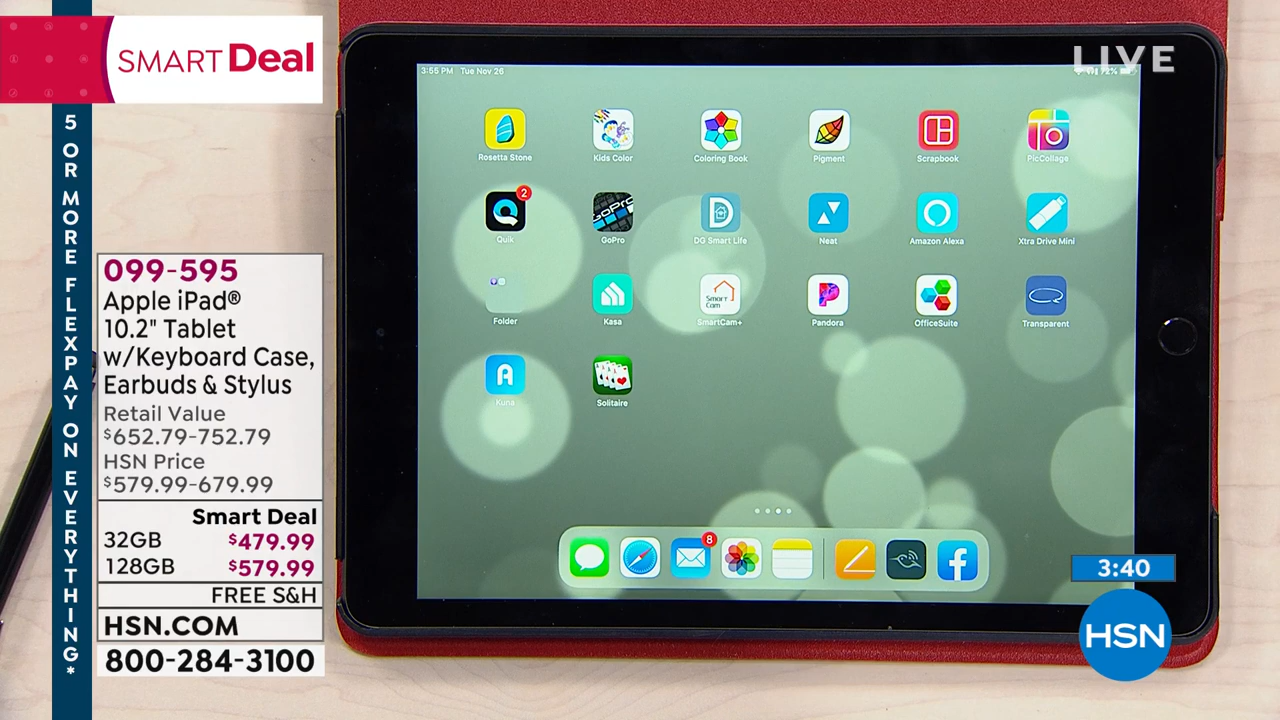 SMART Deal
5 OR MORE FLEXPAY ON EVERYTHING*
099-595
Apple iPad®
10.2" Tablet
w/Keyboard Case,
Earbuds & Stylus
Retail Value
$652.79-752.79
HSN Price
$579.99-679.99
Smart Deal
32GB $479.99
128GB $579.99
FREE S&H
HSN.COM
800-284-3100
LIVE
3:55 PM Tue Nov 26
72%
Rosetta Stone
Kids Color
Coloring Book
Pigment
Scrapbook
PicCollage
2
GoPro
Quik
GoPro
DG Smart Life
Neat
Amazon Alexa
Xtra Drive Mini
Smart
Cam
Folder
Kasa
SmartCam+
Pandora
OfficeSuite
Transparent
Kuna
Solitaire
8
3:40
HSN